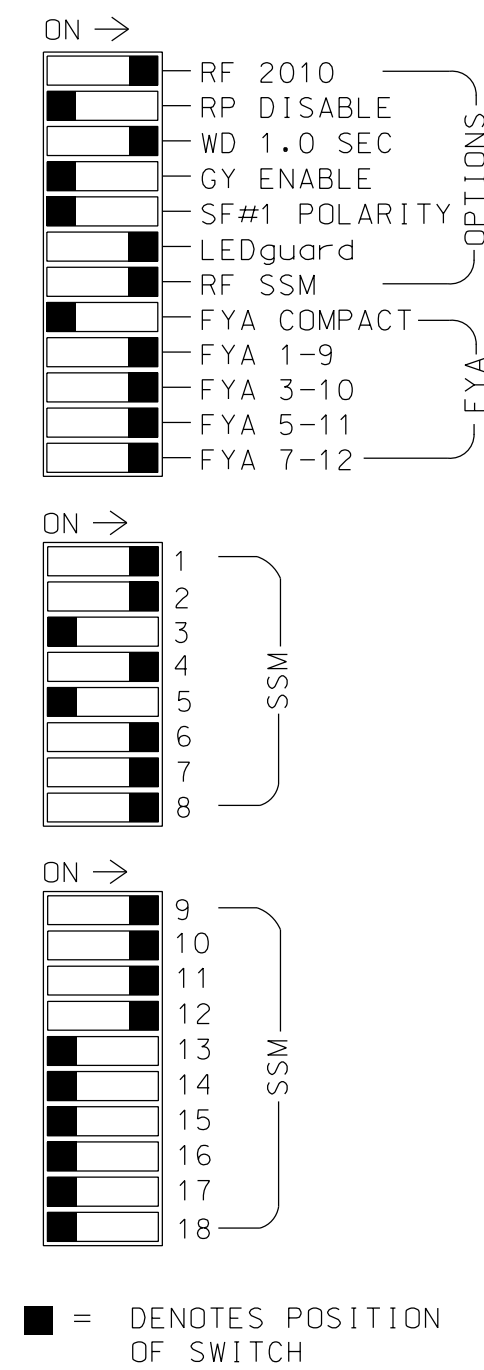 ON →
RF 2010
RP DISABLE
WD 1.0 SEC
GY ENABLE
SF#1 POLARITY
LEDguard
RF SSM
OPTIONS
FYA COMPACT
FYA 1-9
FYA 3-10
FYA 5-11
FYA 7-12
FYA
ON →
1
2
3
4
5
6
7
8
SSM
ON →
9
10
11
12
13
14
15
16
17
18
SSM
■ = DENOTES POSITION
OF SWITCH